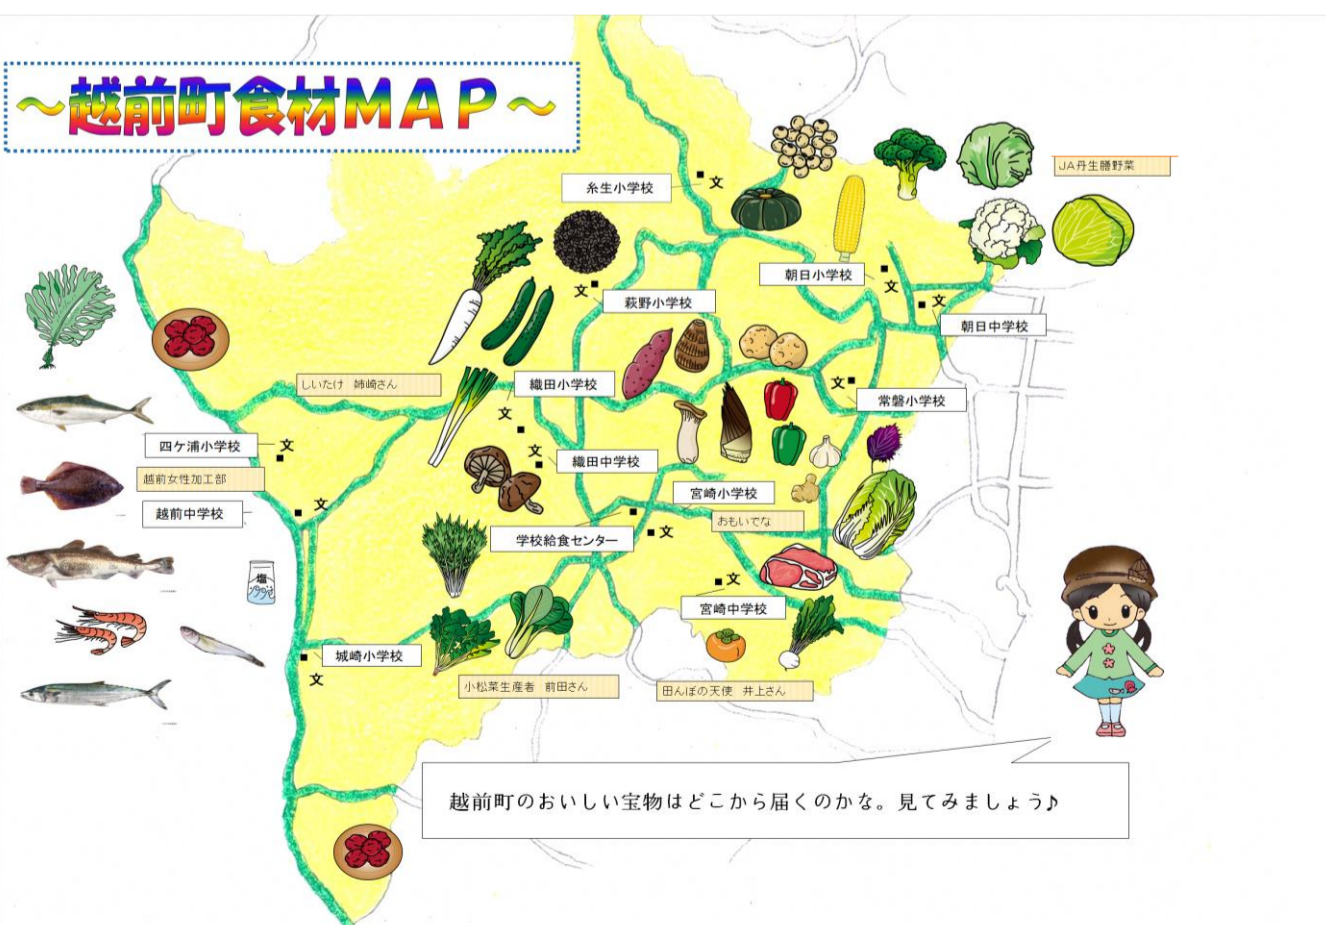 ～越前町食材ＭＡＰ～
JA丹生膳野菜
糸生小学校
文
朝日小学校
文
萩野小学校
文
朝日中学校
文
しいたけ　姉崎さん
織田小学校
文
常磐小学校
文
四ケ浦小学校
文
織田中学校
文
越前女性加工部
越前中学校
文
宮崎小学校
文
おもいでな
学校給食センター
塩
宮崎中学校
文
城崎小学校
文
小松菜生産者　前田さん
田んぼの天使　井上さん
越前町のおいしい宝物はどこから届くのかな。見てみましょう♪